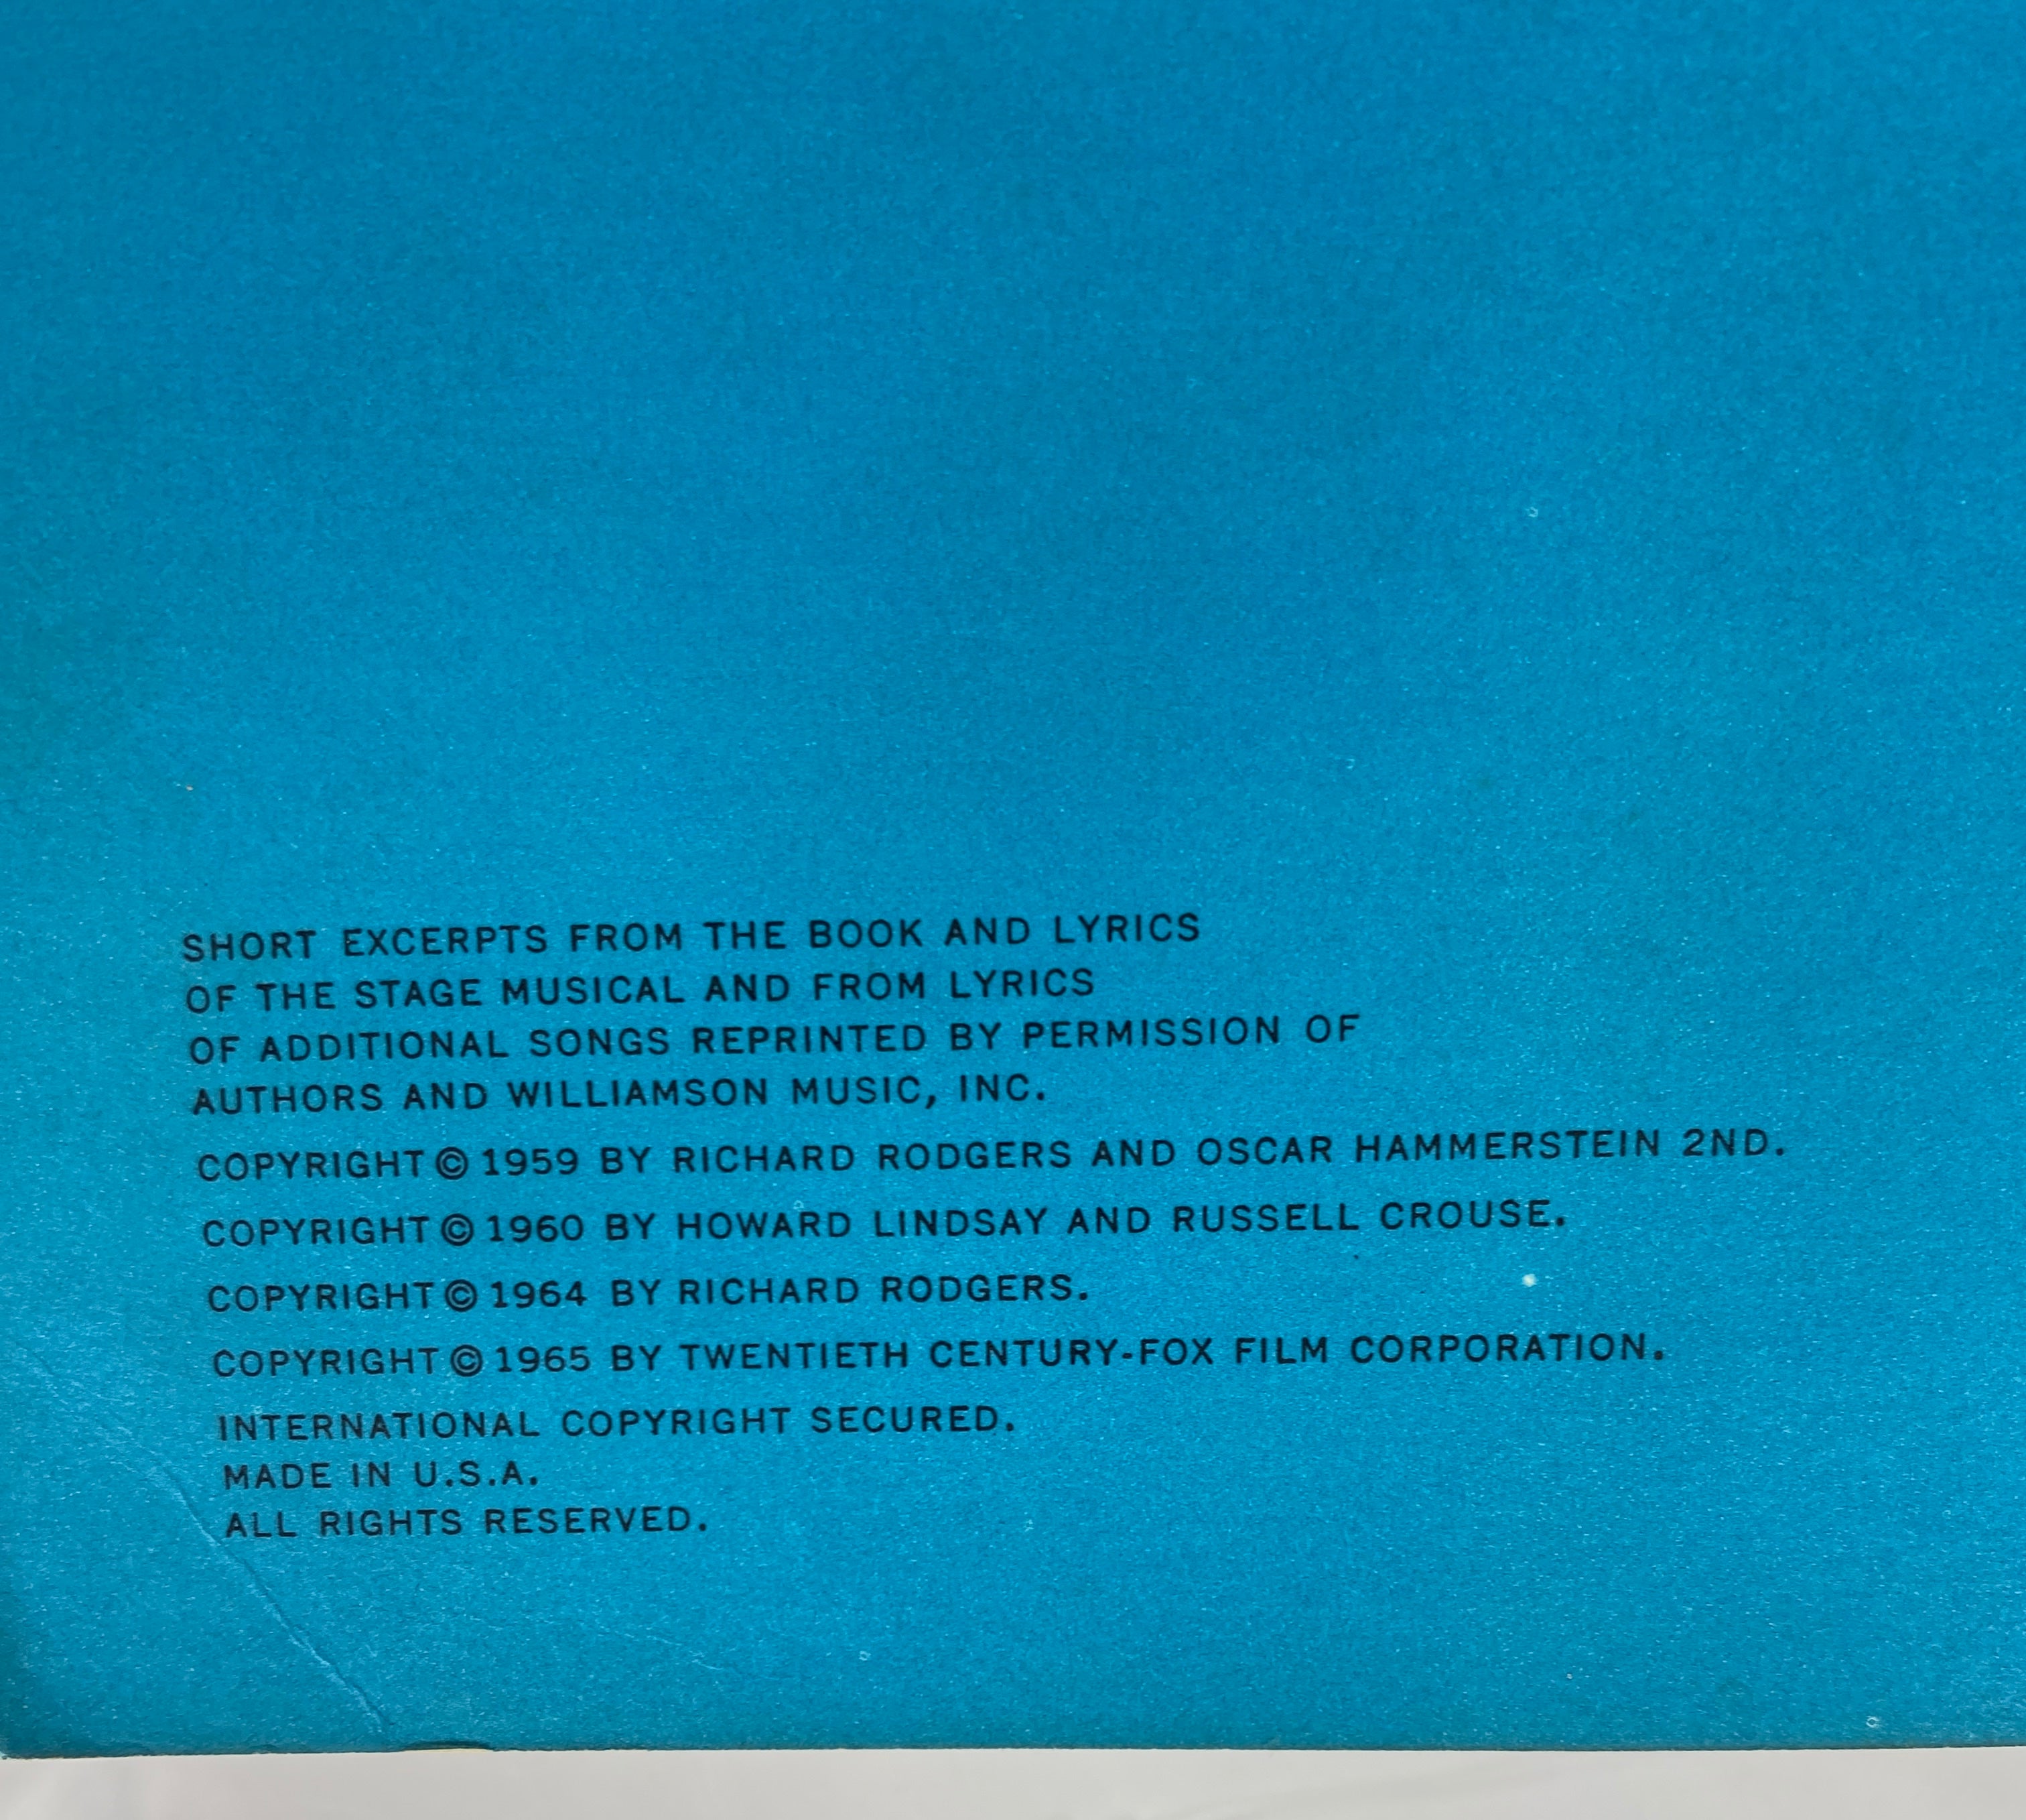 SHORT EXCERPTS FROM THE BOOK AND LYRICS
OF THE STAGE MUSICAL AND FROM LYRICS
OF ADDITIONAL SONGS REPRINTED BY PERMISSION OF
AUTHORS AND WILLIAMSON MUSIC, INC.
COPYRIGHT © 1959 BY RICHARD RODGERS AND OSCAR HAMMERSTEIN 2ND.
COPYRIGHT © 1960 BY HOWARD LINDSAY AND RUSSELL CROUSE.
COPYRIGHT © 1964 BY RICHARD RODGERS.
COPYRIGHT © 1965 BY TWENTIETH CENTURY-FOX FILM CORPORATION.
INTERNATIONAL COPYRIGHT SECURED.
MADE IN U.S.A.
ALL RIGHTS RESERVED.